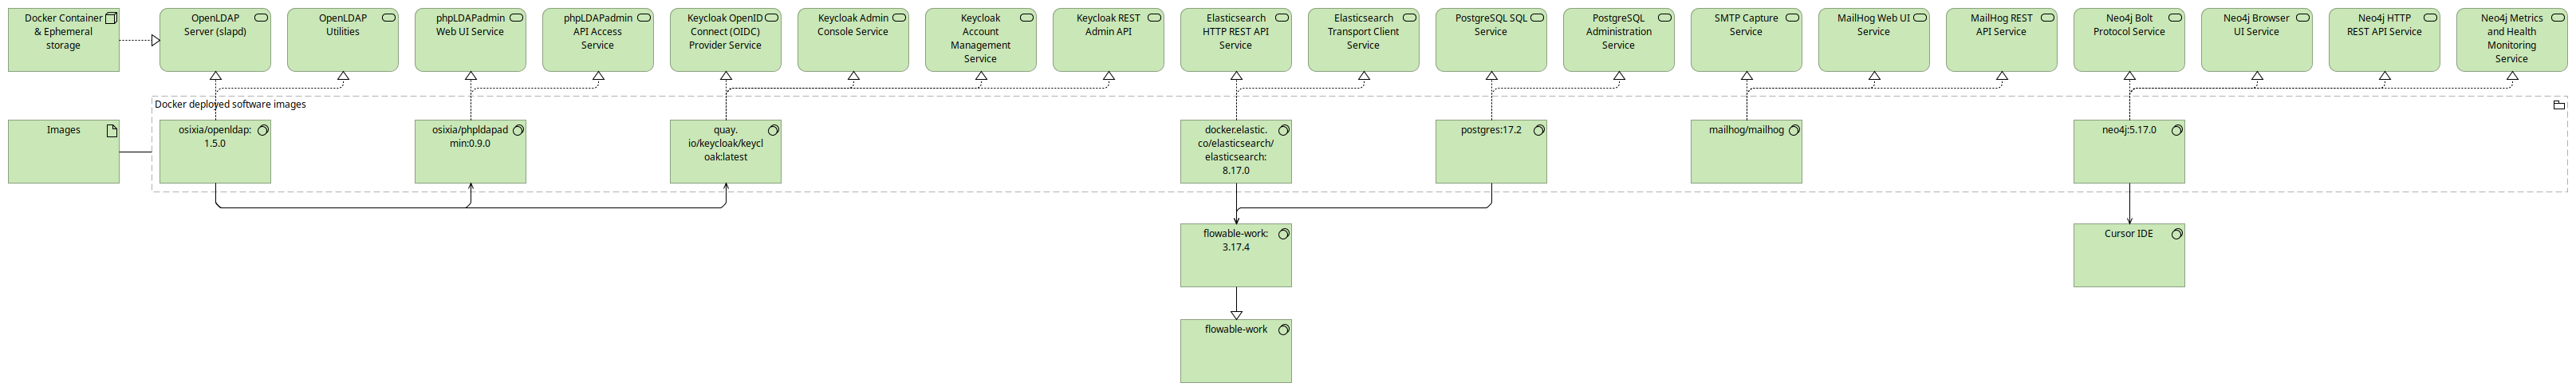 Docker Container
& Ephemeral
storage
OpenLDAP
Server (slapd)
OpenLDAP
Utilities
phpLDAPadmin
Web UI Service
phpLDAPadmin
API Access
Service
Keycloak OpenID
Connect (OIDC)
Provider Service
Keycloak Admin
Console Service
Keycloak
Account
Management
Service
Keycloak REST
Admin API
Elasticsearch
HTTP REST API
Service
Elasticsearch
Transport Client
Service
PostgreSQL SQL
Service
PostgreSQL
Administration
Service
SMTP Capture
Service
MailHog Web UI
Service
MailHog REST
API Service
Neo4j Bolt
Protocol Service
Neo4j Browser
UI Service
Neo4j HTTP
REST API Service
Neo4j Metrics
and Health
Monitoring
Service
Docker deployed software images
Images
osixia/openldap:
1.5.0
osixia/phpldapad
min:0.9.0
quay.
io/keycloak/keycl
oak:latest
docker.elastic.
co/elasticsearch/
elasticsearch:
8.17.0
postgres:17.2
mailhog/mailhog
neo4j:5.17.0
flowable-work:
3.17.4
Cursor IDE
flowable-work